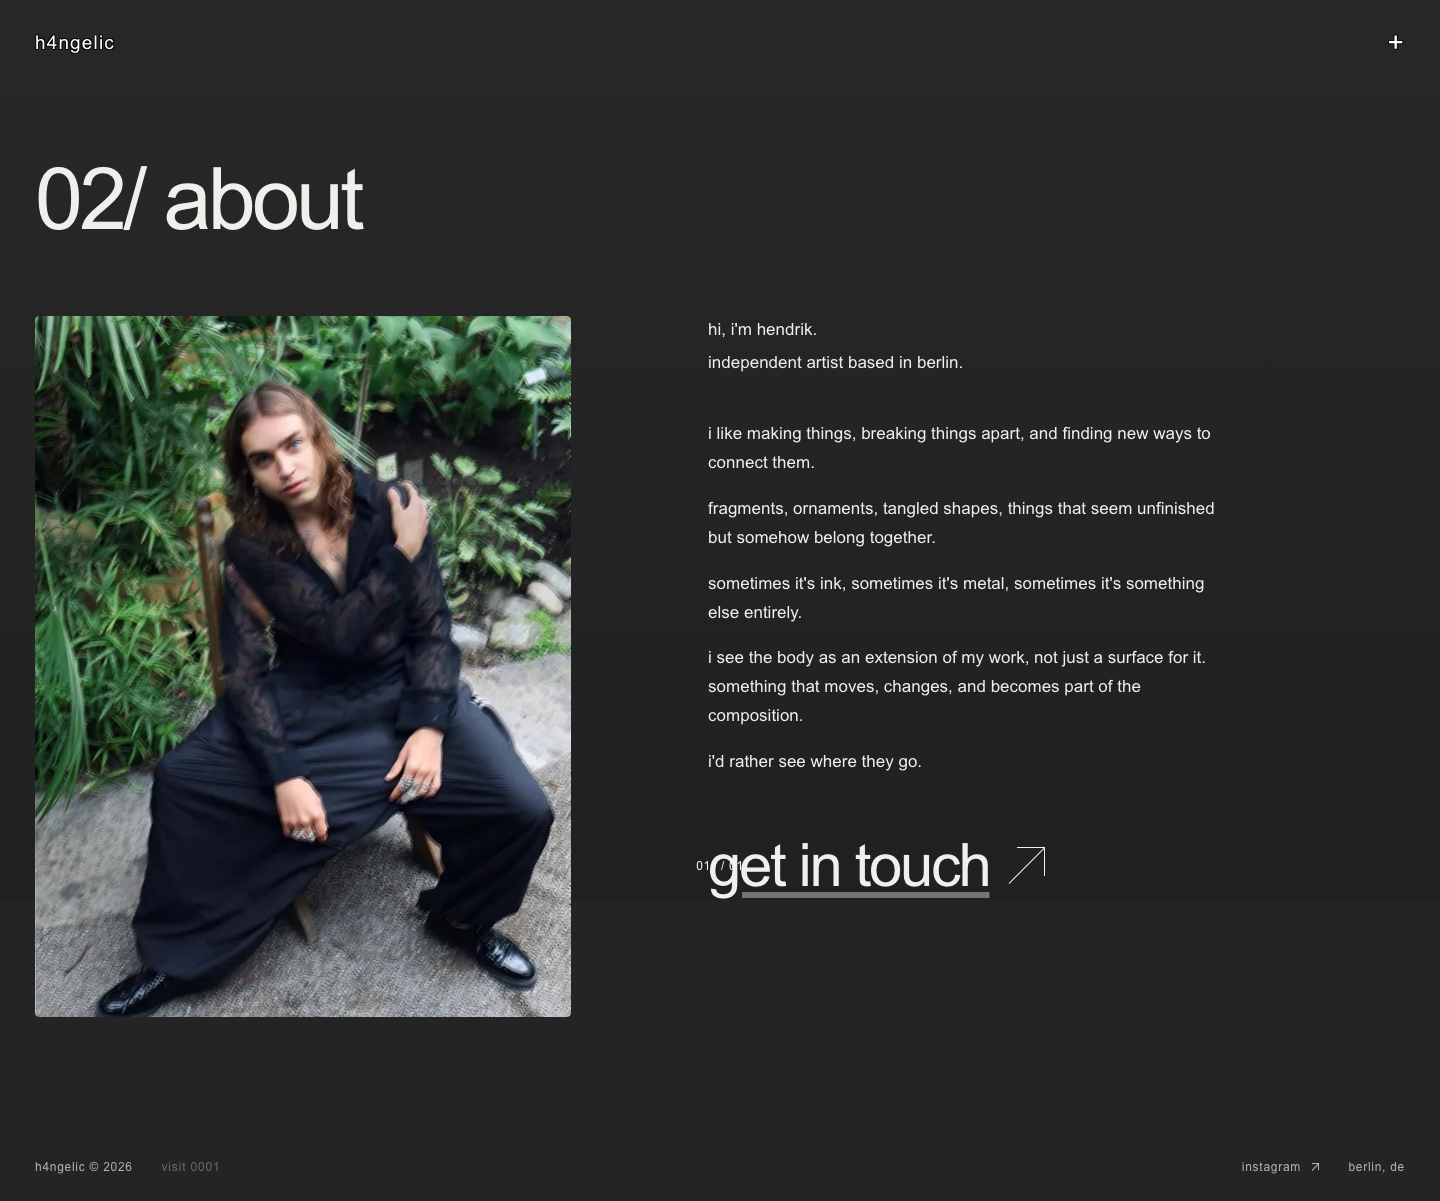 h4ngelic
+
02/ about
hi, i'm hendrik.
independent artist based in berlin.
i like making things, breaking things apart, and finding new ways to
connect them.
fragments, ornaments, tangled shapes, things that seem unfinished
but somehow belong together.
sometimes it's ink, sometimes it's metal, sometimes it's something
else entirely.
i see the body as an extension of my work, not just a surface for it.
something that moves, changes, and becomes part of the
composition.
i'd rather see where they go.
get in touch
01 / 01
h4ngelic © 2026 visit 0001
instagram berlin, de